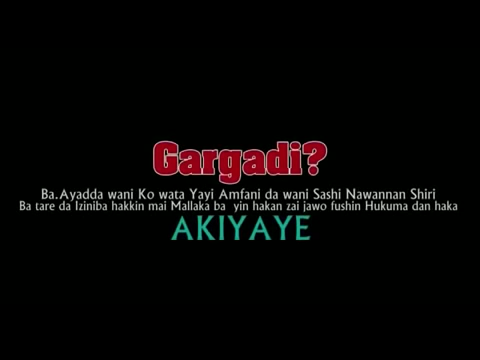 Gargadi?
Ba.Ayadda wani Ko wata Yayi Amfani da wani Sashi Nawannan Shiri
Ba tare da Iziniba hakkin mai Mallaka ba yin hakan zai jawo fushin Hukuma dan haka
AKIYAYE